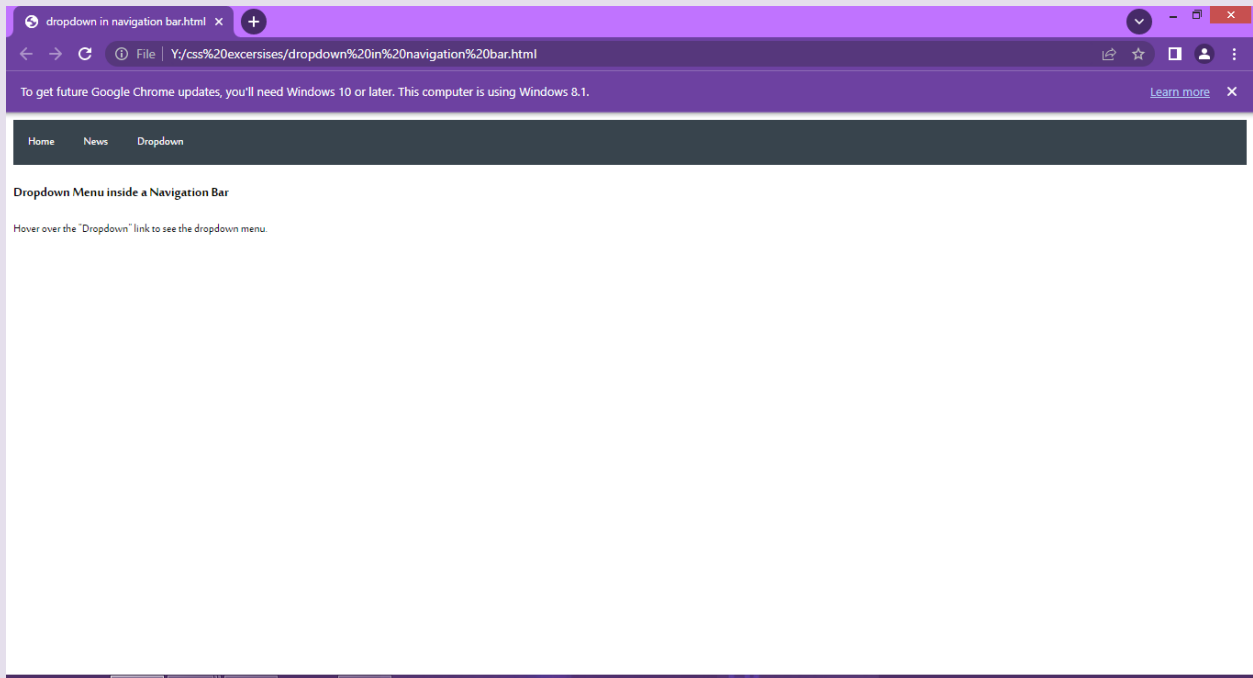 dropdown in navigation bar.html
File Y:/css%20excersises/dropdown%20in%20navigation%20bar.html
To get future Google Chrome updates, you'll need Windows 10 or later. This computer is using Windows 8.1. Learn more
Home News Dropdown
Dropdown Menu inside a Navigation Bar
Hover over the "Dropdown" link to see the dropdown menu.